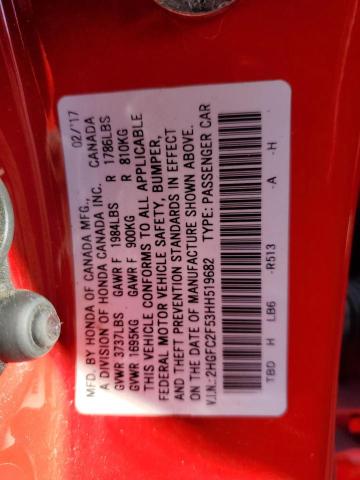 MFD. BY HONDA OF CANADA MFG., 02/'17
A DIVISION OF HONDA CANADA INC. CANADA
GVWR 3737LBS GAWR F 1984LBS R 1786LBS
GVWR 1695KG GAWR F 900KG R 810KG
THIS VEHICLE CONFORMS TO ALL APPLICABLE
FEDERAL MOTOR VEHICLE SAFETY, BUMPER,
AND THEFT PREVENTION STANDARDS IN EFFECT
ON THE DATE OF MANUFACTURE SHOWN ABOVE.
V.I.N.: 2HGFC2F53HH519682 TYPE: PASSENGER CAR
TBD H LB6 -R513 -A -H